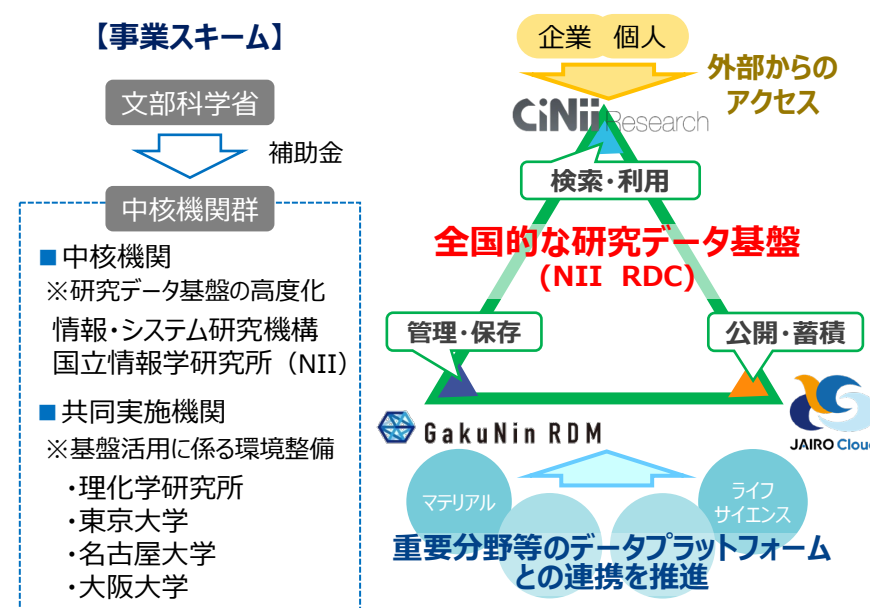 【事業スキーム】
文部科学省
補助金
中核機関群
■中核機関
※研究データ基盤の高度化
情報・システム研究機構
国立情報学研究所（NII）
■共同実施機関
※基盤活用に係る環境整備
・理化学研究所
・東京大学
・名古屋大学
・大阪大学
企業 個人
外部からの
アクセス
CiNii Research
検索・利用
全国的な研究データ基盤
(NII RDC)
管理・保存
公開・蓄積
GakuNin RDM
JAIRO Cloud
マテリアル
ライフ
サイエンス
重要分野等のデータプラットフォーム
との連携を推進